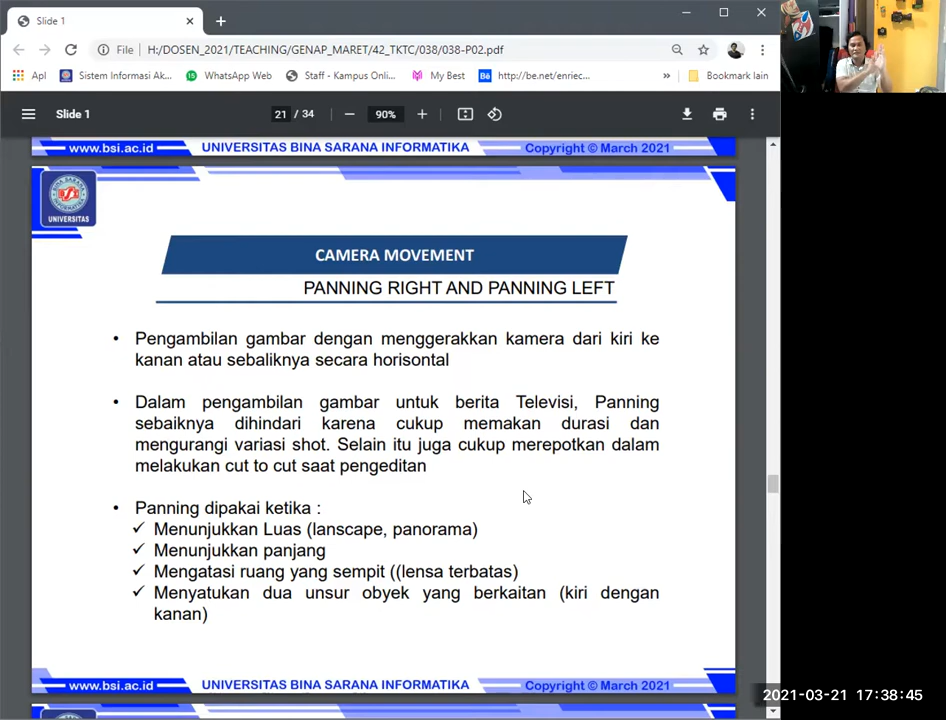 Slide 1
File H:/DOSEN_2021/TEACHING/GENAP_MARET/42_TKTC/038/038-P02.pdf
Apl Sistem Informasi Ak... WhatsApp Web Staff - Kampus Onli... My Best http://be.net/enriec... » Bookmark lain
Slide 1 21 / 34 90%
www.bsi.ac.id UNIVERSITAS BINA SARANA INFORMATIKA Copyright © March 2021
UNIVERSITAS
CAMERA MOVEMENT
PANNING RIGHT AND PANNING LEFT
• Pengambilan gambar dengan menggerakkan kamera dari kiri ke
kanan atau sebaliknya secara horisontal
• Dalam pengambilan gambar untuk berita Televisi, Panning
sebaiknya dihindari karena cukup memakan durasi dan
mengurangi variasi shot. Selain itu juga cukup merepotkan dalam
melakukan cut to cut saat pengeditan
• Panning dipakai ketika :
✓ Menunjukkan Luas (lanscape, panorama)
✓ Menunjukkan panjang
✓ Mengatasi ruang yang sempit ((lensa terbatas)
✓ Menyatukan dua unsur obyek yang berkaitan (kiri dengan
kanan)
www.bsi.ac.id UNIVERSITAS BINA SARANA INFORMATIKA Copyright © March 2021
2021-03-21 17:38:45